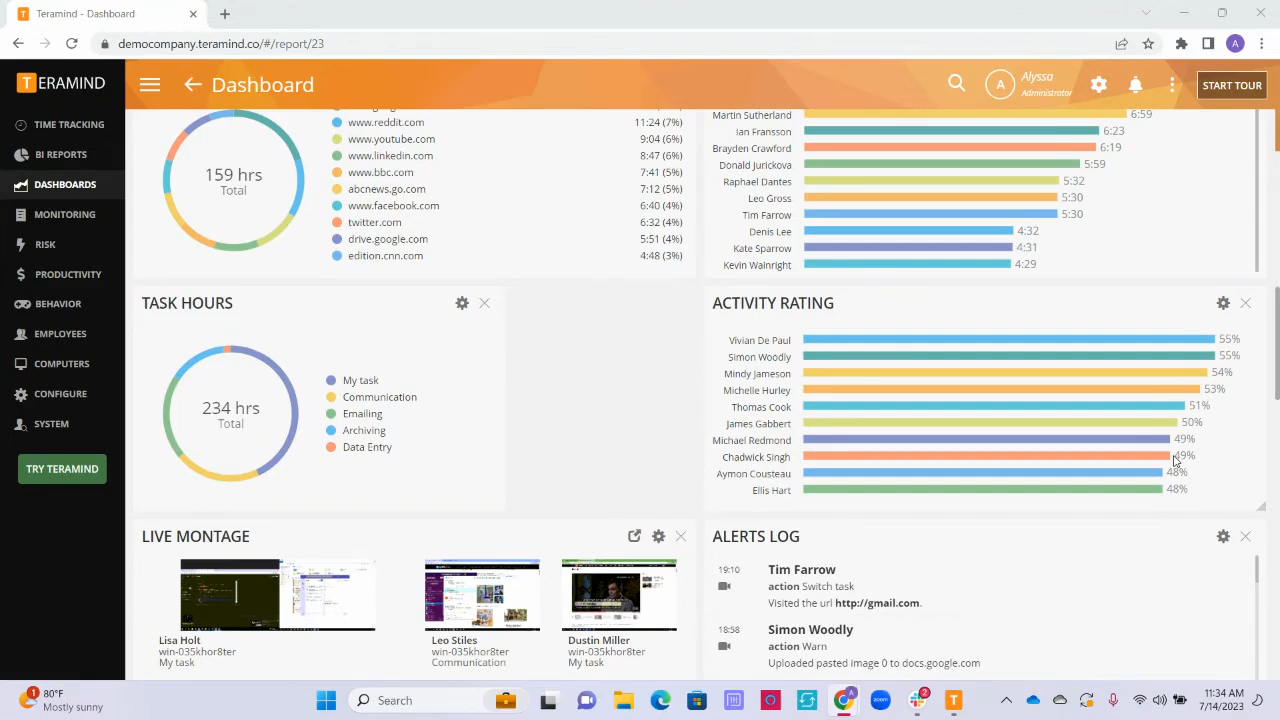 Teramind - Dashboard
democompany.teramind.co/#/report/23
A
TERAMIND
Dashboard
A
Alyssa
Administrator
START TOUR
TIME TRACKING
BI REPORTS
DASHBOARDS
MONITORING
RISK
PRODUCTIVITY
BEHAVIOR
EMPLOYEES
COMPUTERS
CONFIGURE
SYSTEM
TRY TERAMIND
159 hrs
Total
www.reddit.com 11:24 (7%)
www.youtube.com 9:04 (6%)
www.linkedin.com 8:47 (6%)
www.bbc.com 7:41 (5%)
abcnews.go.com 7:12 (5%)
www.facebook.com 6:40 (4%)
twitter.com 6:32 (4%)
drive.google.com 5:51 (4%)
edition.cnn.com 4:48 (3%)
Martin Sutherland 6:59
Ian Fransson 6:23
Brayden Crawford 6:19
Donald Jurickova 5:59
Raphael Dantes 5:32
Leo Gross 5:30
Tim Farrow 5:30
Denis Lee 4:32
Kate Sparrow 4:31
Kevin Wainright 4:29
TASK HOURS
234 hrs
Total
My task
Communication
Emailing
Archiving
Data Entry
ACTIVITY RATING
Vivian De Paul 55%
Simon Woodly 55%
Mindy Jameson 54%
Michelle Hurley 53%
Thomas Cook 51%
James Gabbert 50%
Michael Redmond 49%
Chadwick Singh 49%
Aymon Cousteau 48%
Ellis Hart 48%
LIVE MONTAGE
Lisa Holt
win-035khor8ter
My task
Leo Stiles
win-035khor8ter
Communication
Dustin Miller
win-035khor8ter
My task
ALERTS LOG
19:10 Tim Farrow
action Switch task
Visited the url http://gmail.com.
18:58 Simon Woodly
action Warn
Uploaded pasted image 0 to docs.google.com
1
80°F
Mostly sunny
Search
zoom
2
T
11:34 AM
7/14/2023